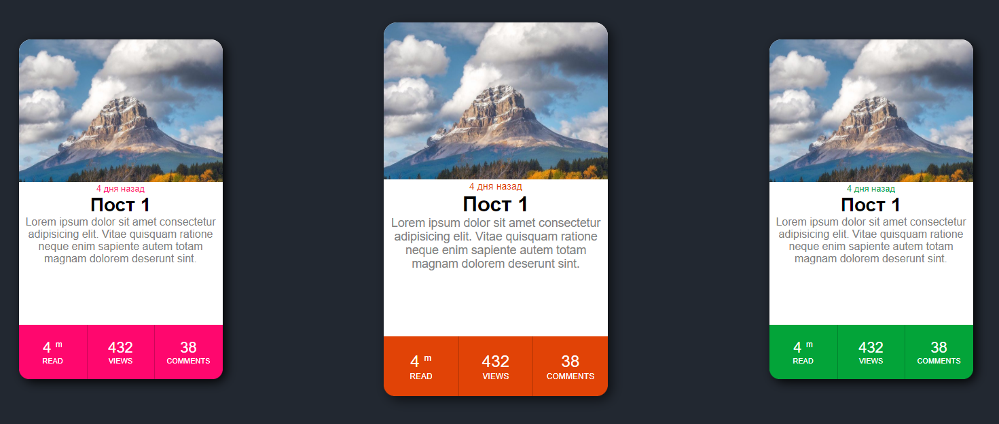 4 дня назад
Пост 1
Lorem ipsum dolor sit amet consectetur
adipisicing elit. Vitae quisquam ratione
neque enim sapiente autem totam
magnam dolorem deserunt sint.
4 m
READ
432
VIEWS
38
COMMENTS
4 дня назад
Пост 1
Lorem ipsum dolor sit amet consectetur
adipisicing elit. Vitae quisquam ratione
neque enim sapiente autem totam
magnam dolorem deserunt sint.
4 m
READ
432
VIEWS
38
COMMENTS
4 дня назад
Пост 1
Lorem ipsum dolor sit amet consectetur
adipisicing elit. Vitae quisquam ratione
neque enim sapiente autem totam
magnam dolorem deserunt sint.
4 m
READ
432
VIEWS
38
COMMENTS